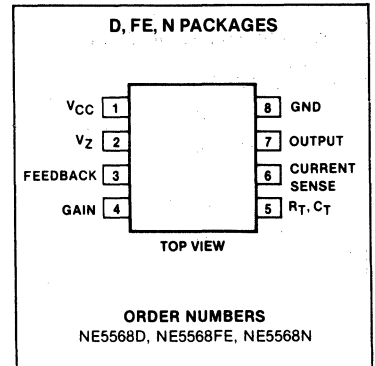 D, FE, N PACKAGES
VCC 1
8 GND
VZ 2
7 OUTPUT
FEEDBACK 3
6 CURRENT SENSE
GAIN 4
5 RT, CT
TOP VIEW
ORDER NUMBERS
NE5568D, NE5568FE, NE5568N